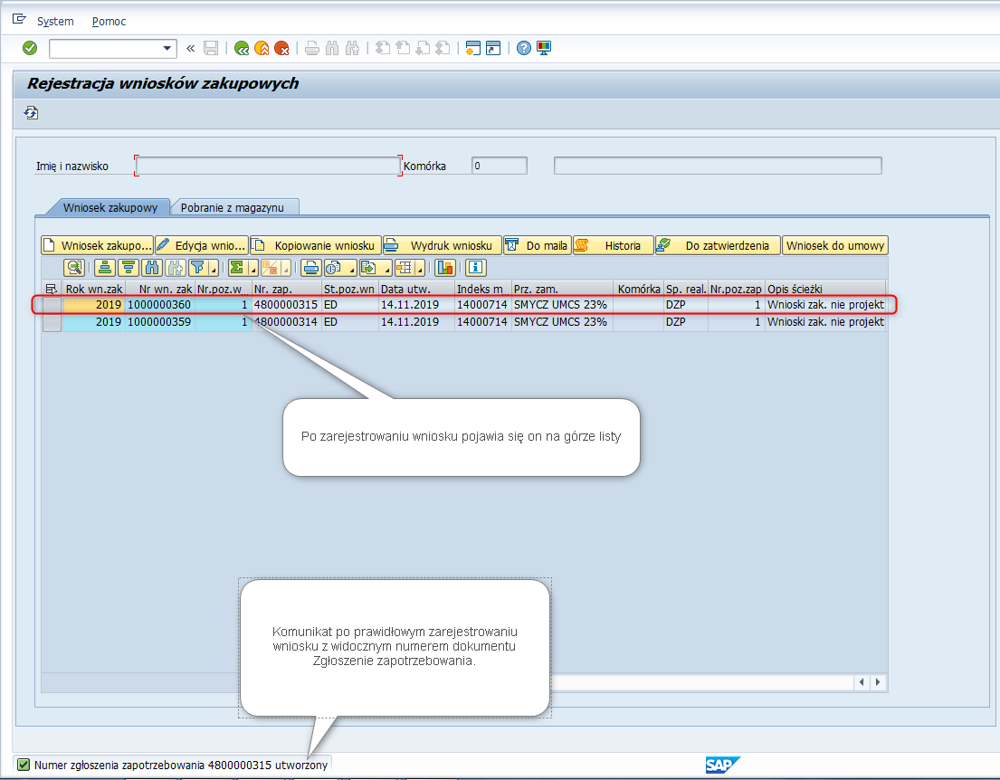 System Pomoc
Rejestracja wniosków zakupowych
Imię i nazwisko Komórka 0
Wniosek zakupowy Pobranie z magazynu
Wniosek zakupo... Edycja wnio... Kopiowanie wniosku Wydruk wniosku Do maila Historia Do zatwierdzenia Wniosek do umowy
Rok wn.zak Nr wn. zak Nr.poz.w... Nr. zap. St.poz.wn Data utw. Indeks m... Prz. zam. Komórka Sp. real. Nr.poz.zap Opis ścieżki
2019 1000000360 1 4800000315 ED 14.11.2019 14000714 SMYCZ UMCS 23% DZP 1 Wnioski zak. nie projekt
2019 1000000359 1 4800000314 ED 14.11.2019 14000714 SMYCZ UMCS 23% DZP 1 Wnioski zak. nie projekt
Po zarejestrowaniu wniosku pojawia się on na górze listy
Komunikat po prawidłowym zarejestrowaniu
wniosku z widocznym numerem dokumentu
Zgłoszenie zapotrzebowania.
Numer zgłoszenia zapotrzebowania 4800000315 utworzony
SAP